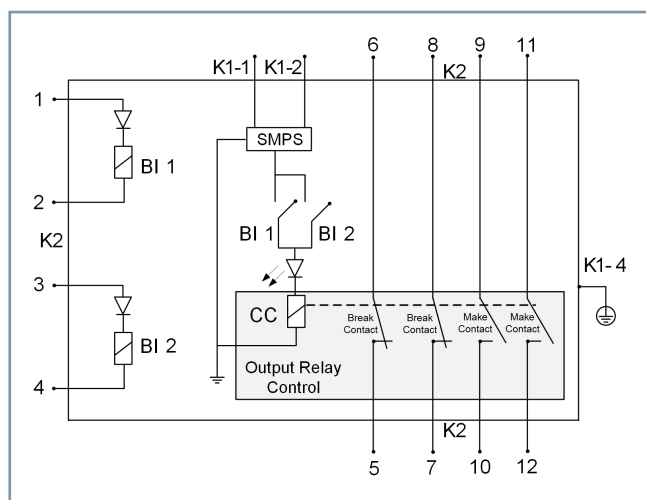 6 8 9 11
K1-1 K1-2 K2
1
SMPS
BI 1
2
BI 1 BI 2
K2
3
K1-4
CC
Break Contact
Break Contact
Make Contact
Make Contact
BI 2
Output Relay
Control
4
K2
5 7 10 12